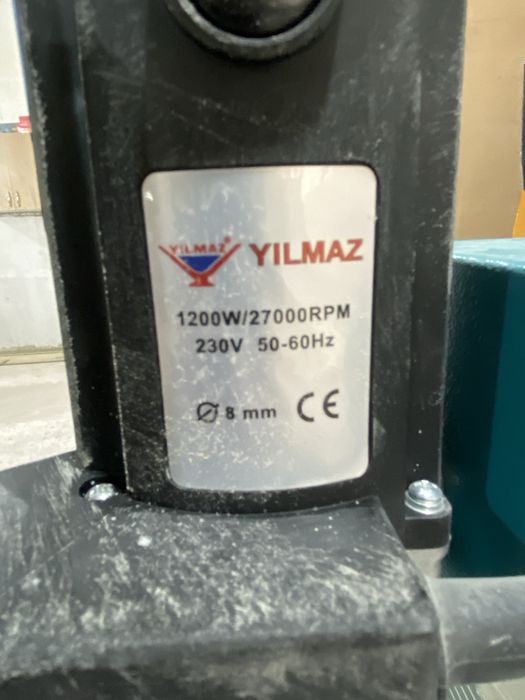 YILMAZ® YILMAZ
1200W/27000RPM
230V 50-60Hz
Ø 8 mm CE